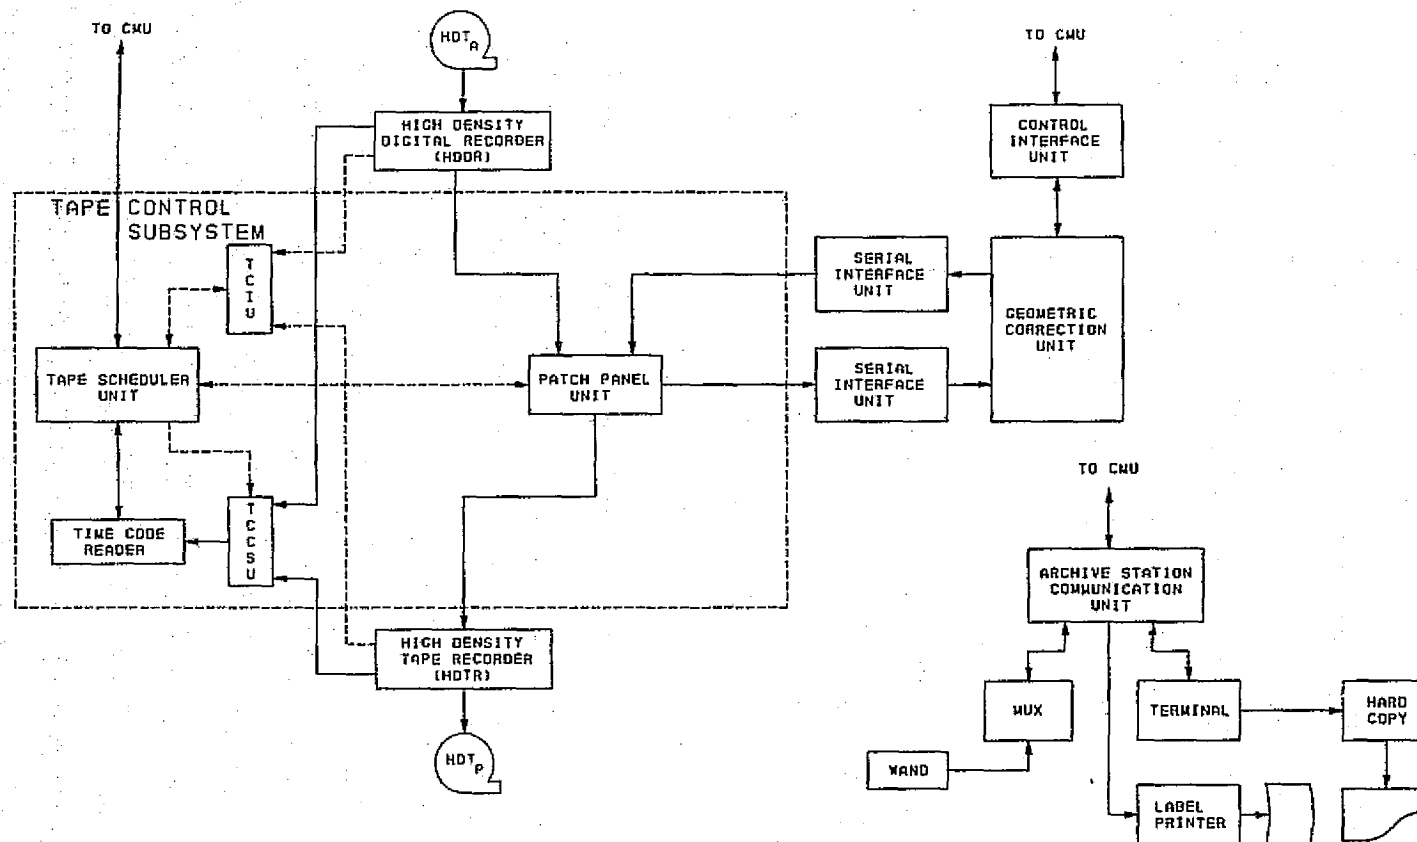 TO CMU
HDT A
TO CMU
HIGH DENSITY
DIGITAL RECORDER
(HDDR)
CONTROL
INTERFACE
UNIT
TAPE CONTROL
SUBSYSTEM
TCIU
SERIAL
INTERFACE
UNIT
GEOMETRIC
CORRECTION
UNIT
TAPE SCHEDULER
UNIT
PATCH PANEL
UNIT
SERIAL
INTERFACE
UNIT
TO CMU
TCCSU
TIME CODE
READER
ARCHIVE STATION
COMMUNICATION
UNIT
HIGH DENSITY
TAPE RECORDER
(HDTR)
MUX
TERMINAL
HARD
COPY
HDT P
WAND
LABEL
PRINTER